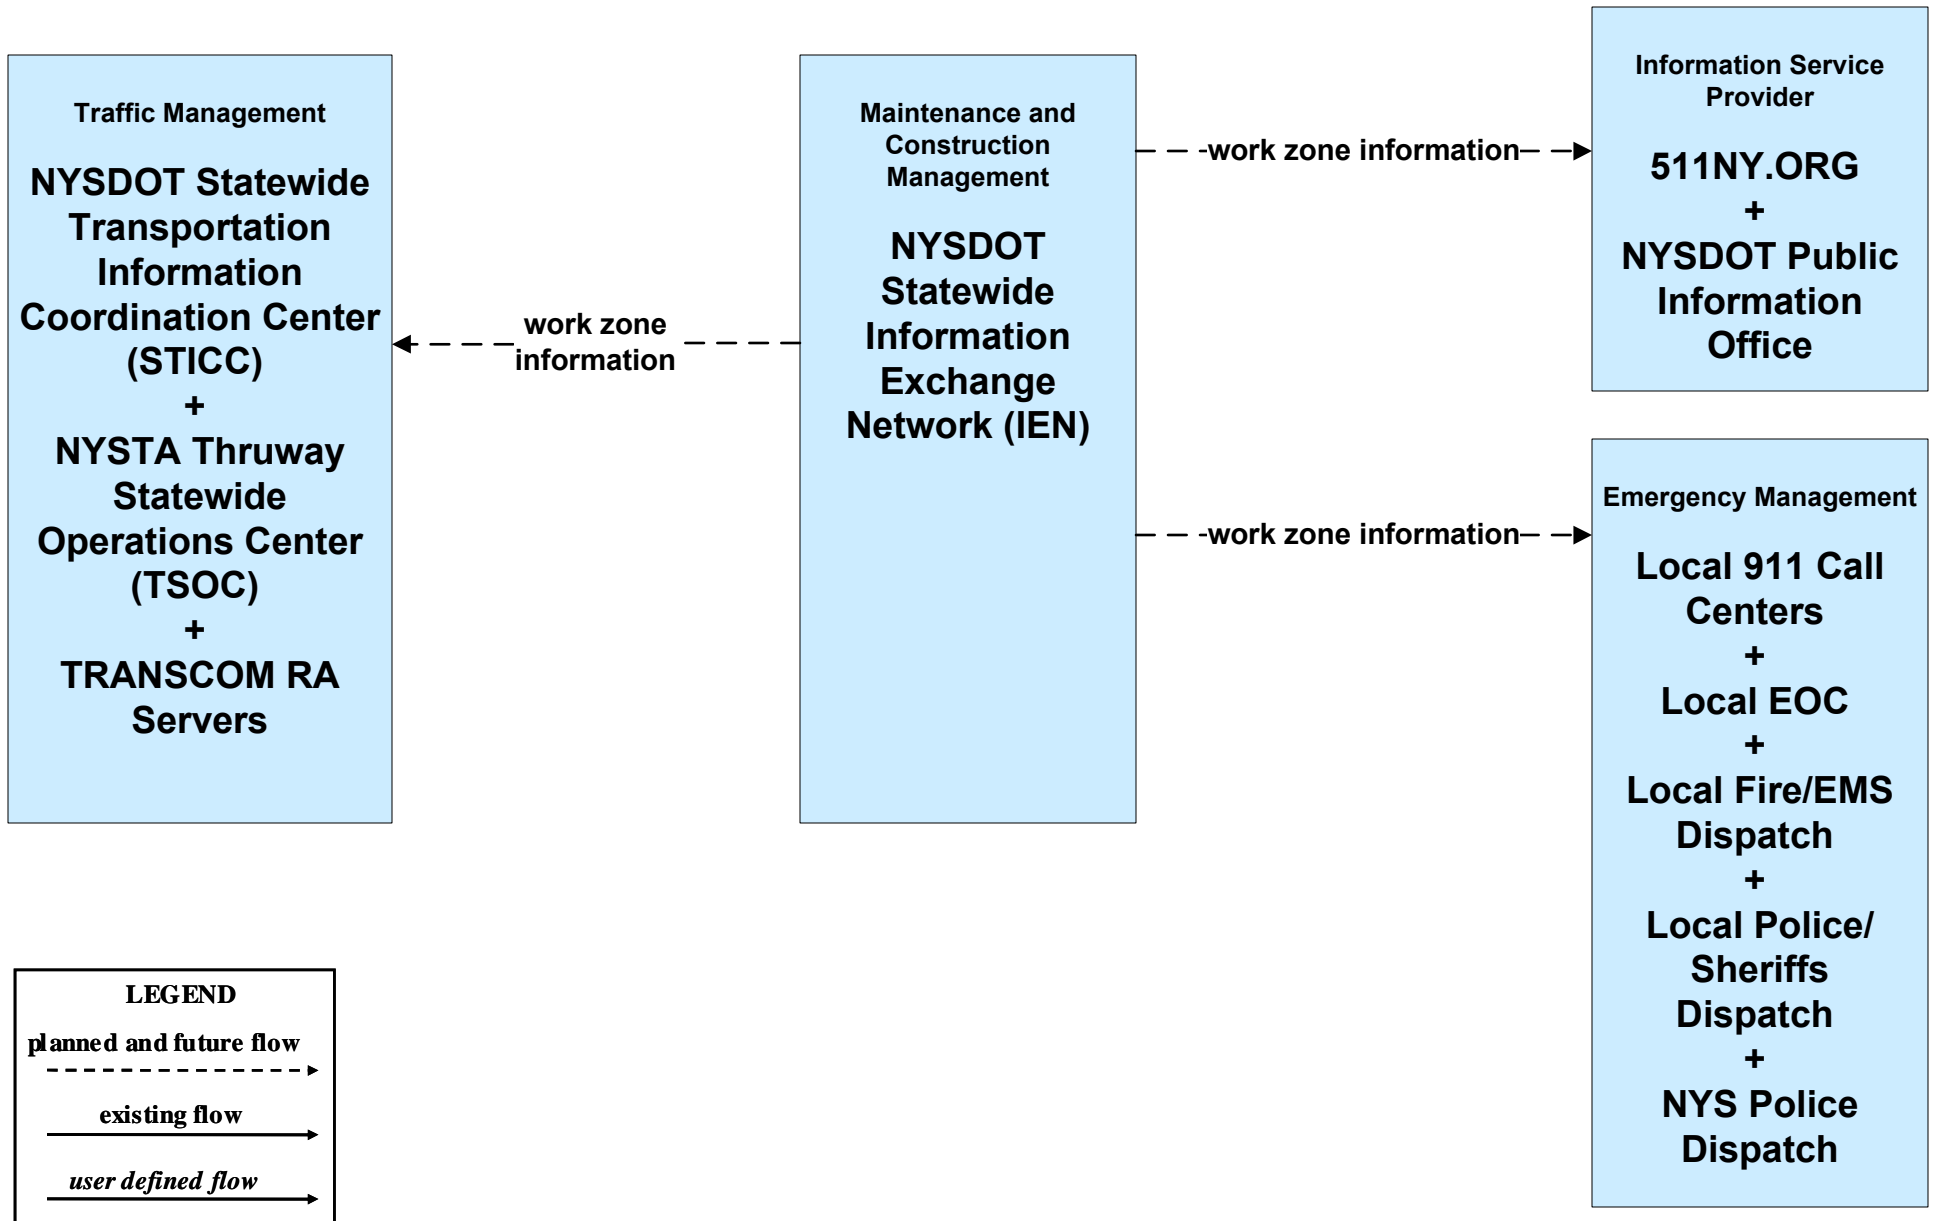 Traffic Management
NYSDOT Statewide
Transportation
Information
Coordination Center
(STICC)
+
NYSTA Thruway
Statewide
Operations Center
(TSOC)
+
TRANSCOM RA
Servers
work zone
information
Maintenance and
Construction
Management
NYSDOT
Statewide
Information
Exchange
Network (IEN)
work zone information
work zone information
Information Service
Provider
511NY.ORG
+
NYSDOT Public
Information
Office
Emergency Management
Local 911 Call
Centers
+
Local EOC
+
Local Fire/EMS
Dispatch
+
Local Police/
Sheriffs
Dispatch
+
NYS Police
Dispatch
LEGEND
planned and future flow
existing flow
user defined flow